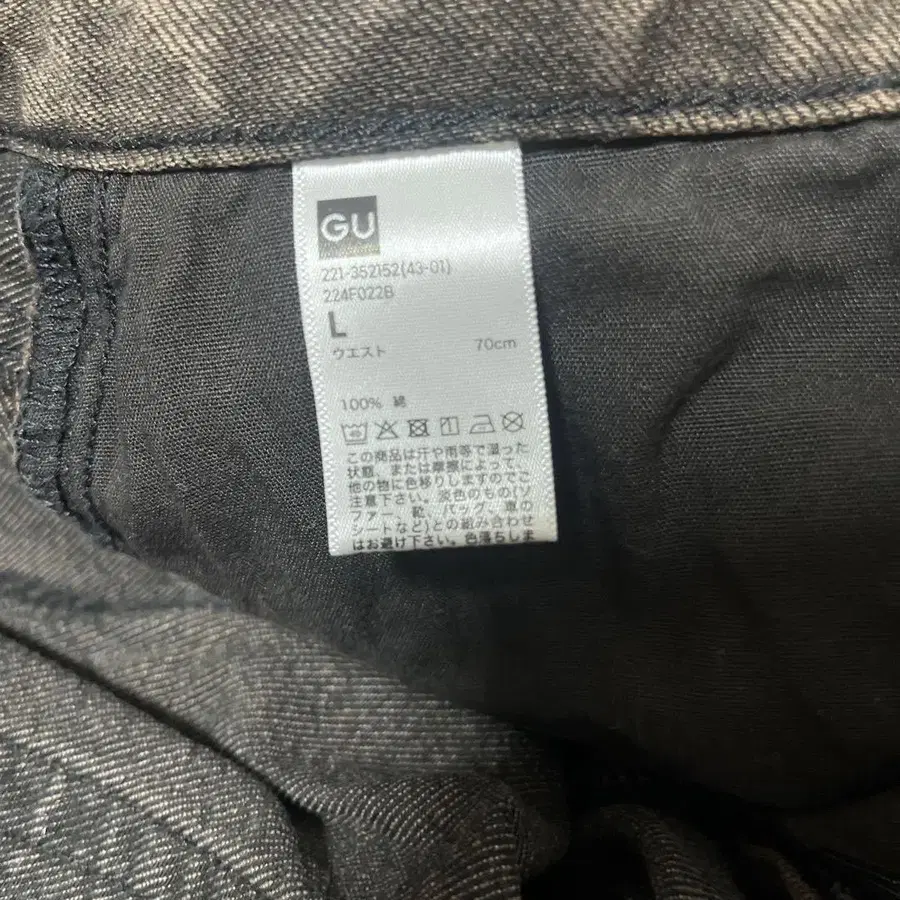 GU
221-352152(43-01)
224F022B
L
ウエスト 70cm
100% 綿
40
この商品は汗や雨等で湿った
状態、または摩擦によって、
他の物に色移りしますのでご
注意下さい。淡色のもの(ソ
ファー、靴、バッグ、車の
シートなど)との組み合わせ
はお避け下さい。色落ちしま